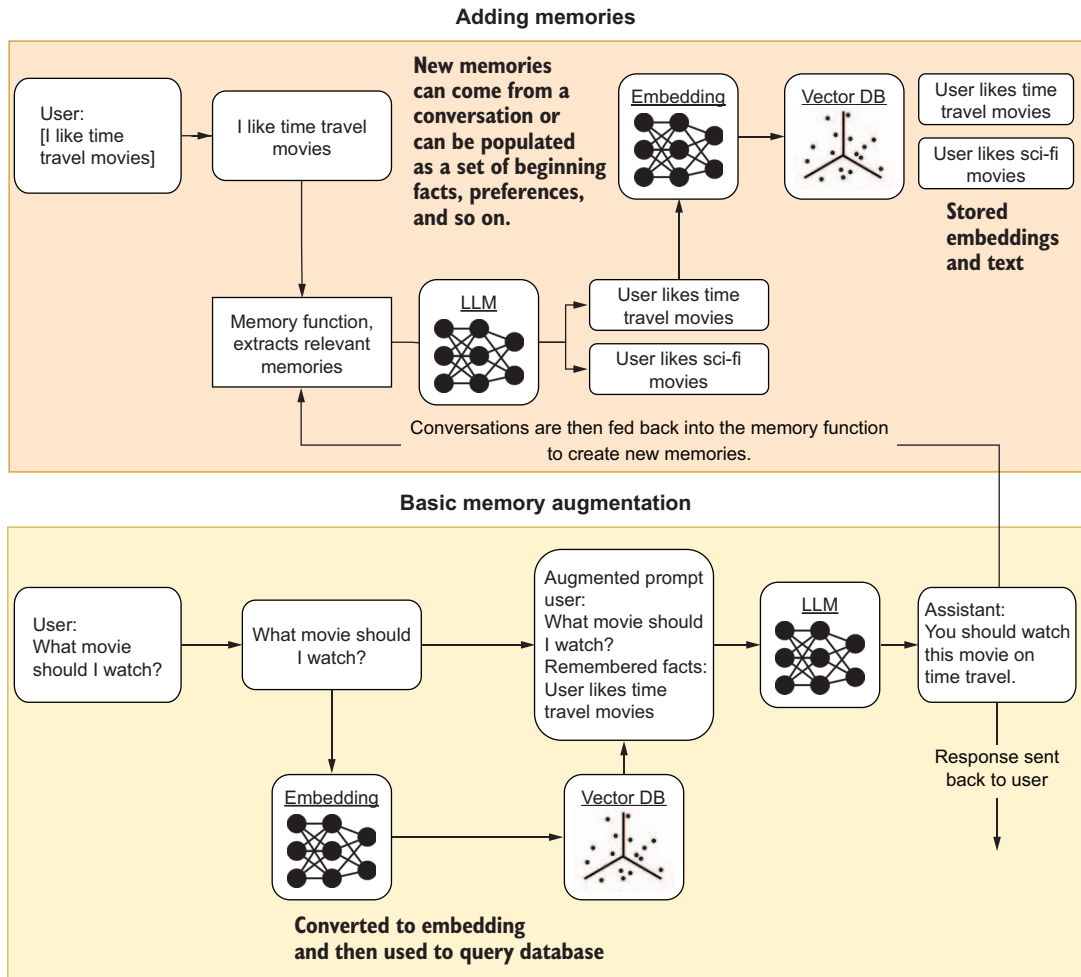 Adding memories
User:
[I like time
travel movies]
I like time travel
movies
New memories
can come from a
conversation or
can be populated
as a set of beginning
facts, preferences,
and so on.
Embedding
Vector DB
User likes time
travel movies
User likes sci-fi
movies
Stored
embeddings
and text
Memory function,
extracts relevant
memories
LLM
User likes time
travel movies
User likes sci-fi
movies
Conversations are then fed back into the memory function
to create new memories.
Basic memory augmentation
User:
What movie
should I watch?
What movie should
I watch?
Augmented prompt
user:
What movie should
I watch?
Remembered facts:
User likes time
travel movies
LLM
Assistant:
You should watch
this movie on
time travel.
Response sent
back to user
Embedding
Vector DB
Converted to embedding
and then used to query database